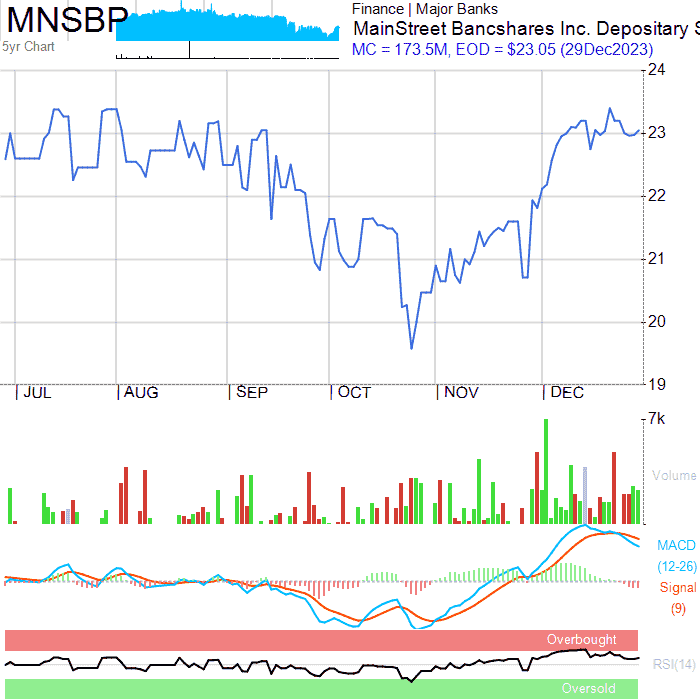 MNSBP
5yr Chart
Finance | Major Banks
MainStreet Bancshares Inc. Depositary S
MC = 173.5M, EOD = $23.05 (29Dec2023)
24
23
22
21
20
19
JUL AUG SEP OCT NOV DEC
7k
Volume
MACD
(12-26)
Signal
(9)
Overbought
RSI(14)
Oversold